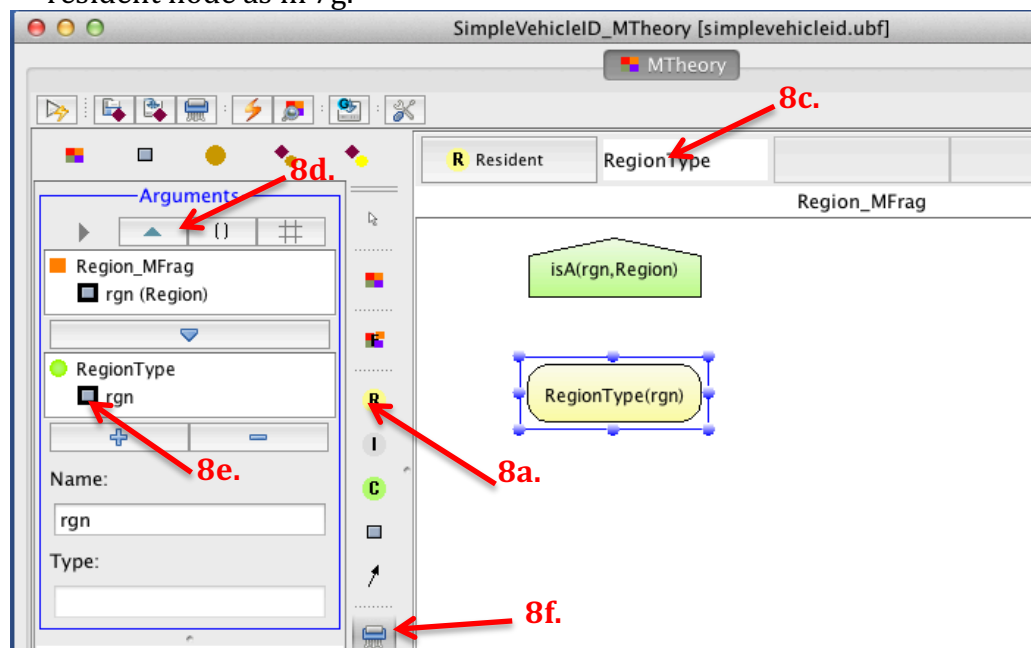 resident node as in 7g.
SimpleVehicleID_MTheory [simplevehicleid.ubf]
MTheory
8c.
8d.
R Resident
RegionType
Arguments
Region_MFrag
()
Region_MFrag
isA(rgn,Region)
rgn (Region)
F
RegionType
rgn
RegionType(rgn)
R
I
8e.
8a.
Name:
C
rgn
Type:
8f.